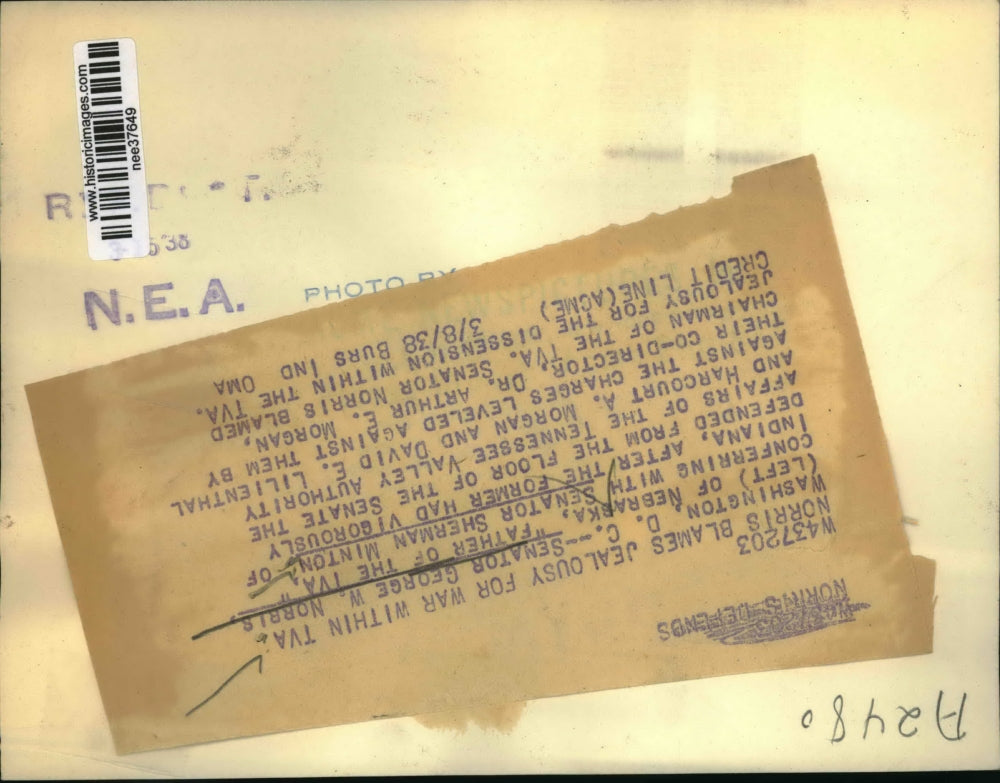 www.historicimages.com
nee37649
N.E.A.
PHOTO BY
NORRIS DEFENDS
W437203
NORRIS BLAMES JEALOUSY FOR WAR WITHIN TVA
WASHINGTON, D. C.--SENATOR GEORGE W. NORRIS,
(LEFT) OF NEBRASKA, "FATHER OF THE TVA,"
CONFERRING WITH SENATOR SHERMAN MINTON, OF
INDIANA, AFTER THE FORMER HAD VIGOROUSLY
DEFENDED FROM THE FLOOR OF THE SENATE THE
AFFAIRS OF THE TENNESSEE VALLEY AUTHORITY
AND HARCOURT A. MORGAN AND DAVID E. LILIENTHAL
AGAINST THE CHARGES LEVELED AGAINST THEM BY
THEIR CO-DIRECTOR, DR. ARTHUR E. MORGAN,
CHAIRMAN OF THE TVA. SENATOR NORRIS BLAMED
JEALOUSY FOR THE DISSENSION WITHIN THE TVA.
CREDIT LINE(ACME) 3/8/38 BURS IND OMA
A2480